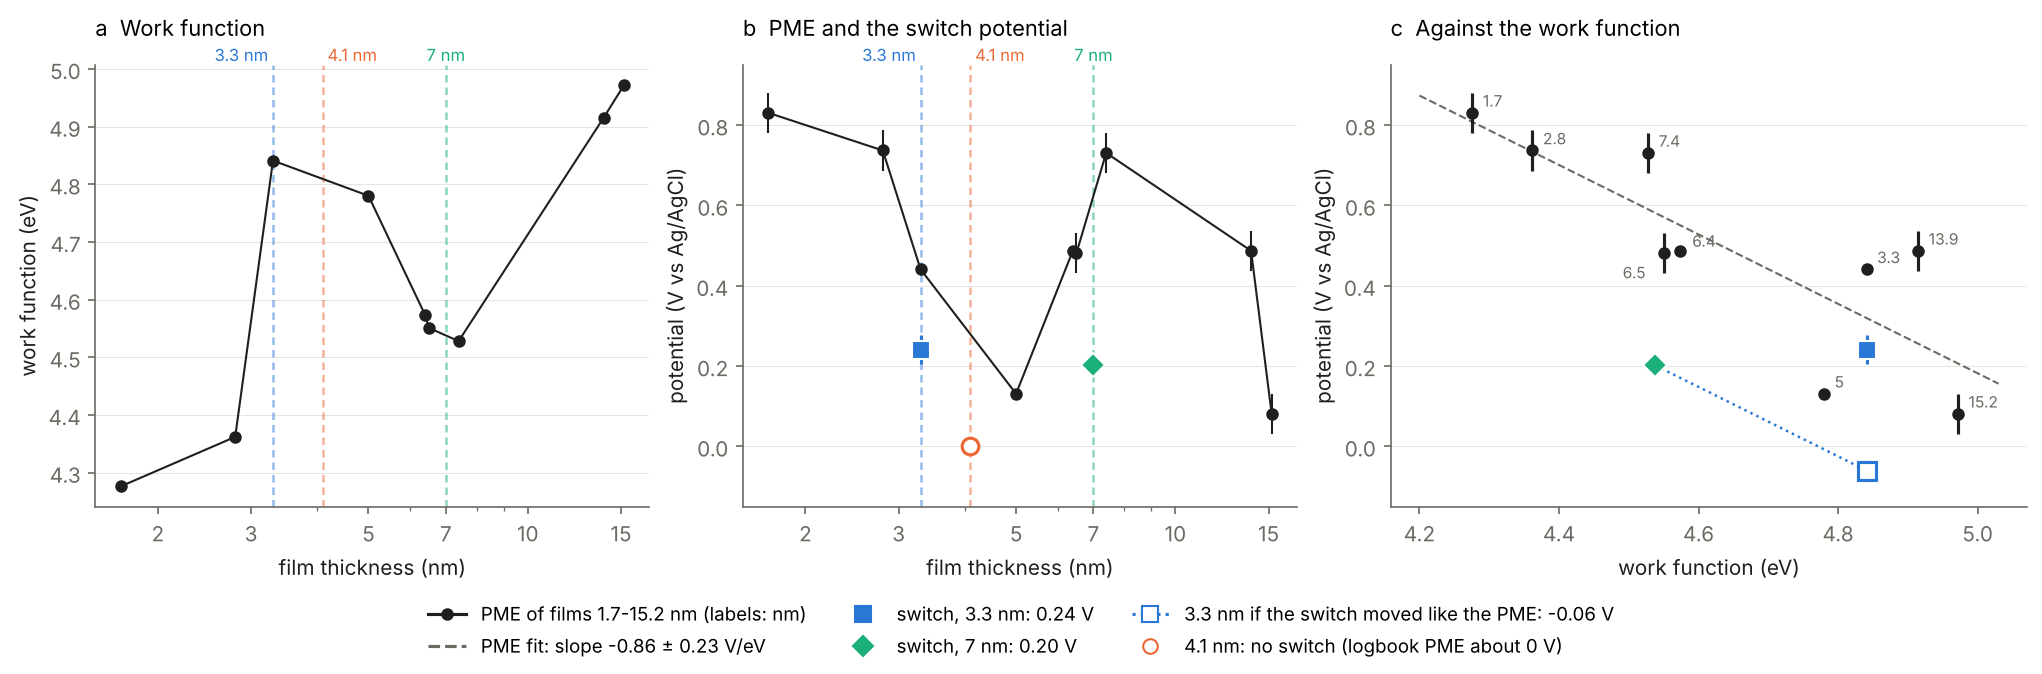 a Work function
3.3 nm
4.1 nm
7 nm
5.0
4.9
4.8
4.7
4.6
4.5
4.4
4.3
work function (eV)
2
3
5
7
10
15
film thickness (nm)
b PME and the switch potential
3.3 nm
4.1 nm
7 nm
0.8
0.6
0.4
0.2
0.0
potential (V vs Ag/AgCl)
2
3
5
7
10
15
film thickness (nm)
c Against the work function
0.8
0.6
0.4
0.2
0.0
potential (V vs Ag/AgCl)
1.7
2.8
7.4
6.4
6.5
13.9
3.3
5
15.2
4.2
4.4
4.6
4.8
5.0
work function (eV)
PME of films 1.7-15.2 nm (labels: nm)
PME fit: slope -0.86 ± 0.23 V/eV
switch, 3.3 nm: 0.24 V
switch, 7 nm: 0.20 V
3.3 nm if the switch moved like the PME: -0.06 V
4.1 nm: no switch (logbook PME about 0 V)